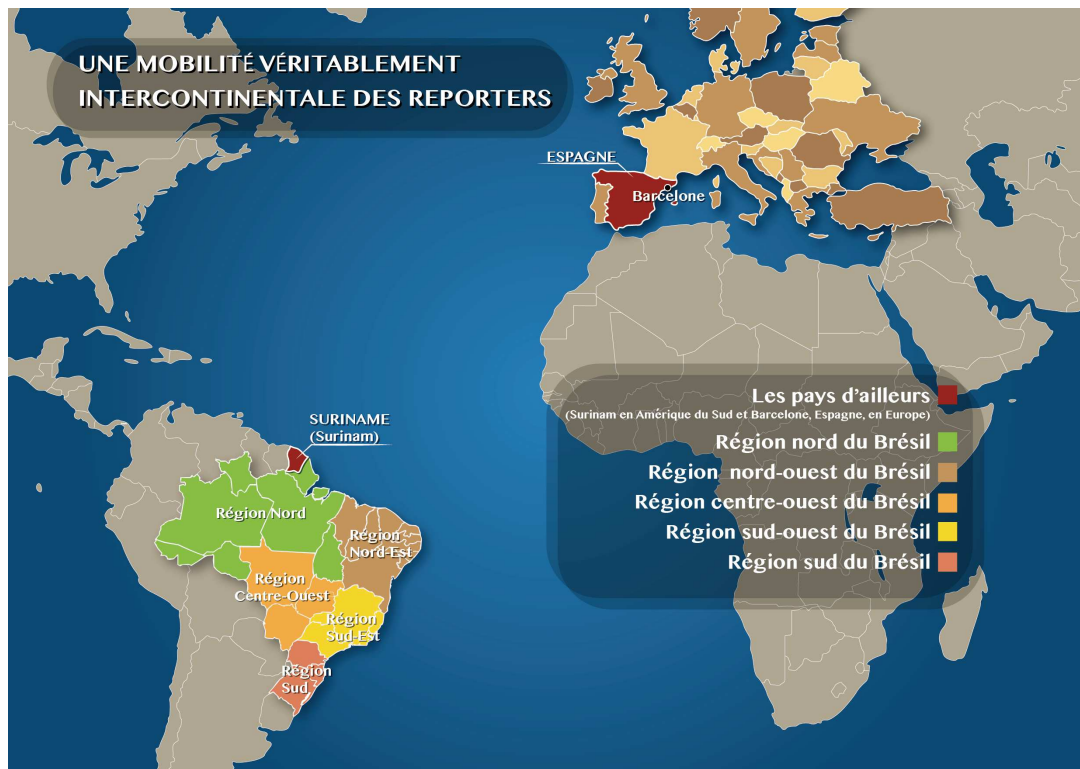 UNE MOBILITÉ VÉRITABLEMENT
INTERCONTINENTALE DES REPORTERS
ESPAGNE
Barcelone
Les pays d'ailleurs
(Surinam en Amérique du Sud et Barcelone, Espagne, en Europe)
Région nord du Brésil
Région nord-ouest du Brésil
Région centre-ouest du Brésil
Région sud-ouest du Brésil
Région sud du Brésil
SURINAME
(Surinam)
Région Nord
Région
Nord-Est
Région
Centre-Ouest
Région
Sud-Est
Région
Sud